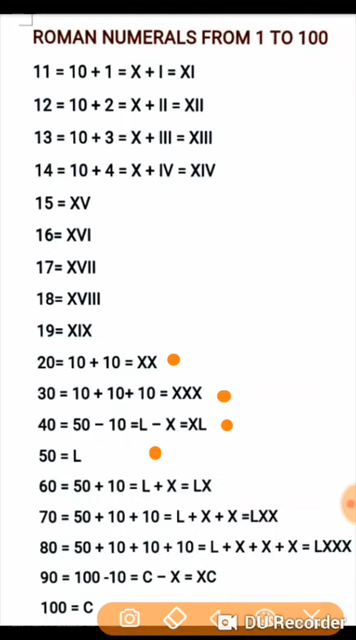 ROMAN NUMERALS FROM 1 TO 100
11 = 10 + 1 = X + I = XI
12 = 10 + 2 = X + II = XII
13 = 10 + 3 = X + III = XIII
14 = 10 + 4 = X + IV = XIV
15 = XV
16= XVI
17= XVII
18= XVIII
19= XIX
20= 10 + 10 = XX
30 = 10 + 10+ 10 = XXX
40 = 50 – 10 =L – X =XL
50 = L
60 = 50 + 10 = L + X = LX
70 = 50 + 10 + 10 = L + X + X =LXX
80 = 50 + 10 + 10 + 10 = L + X + X + X = LXXX
90 = 100 -10 = C – X = XC
100 = C
DU Recorder